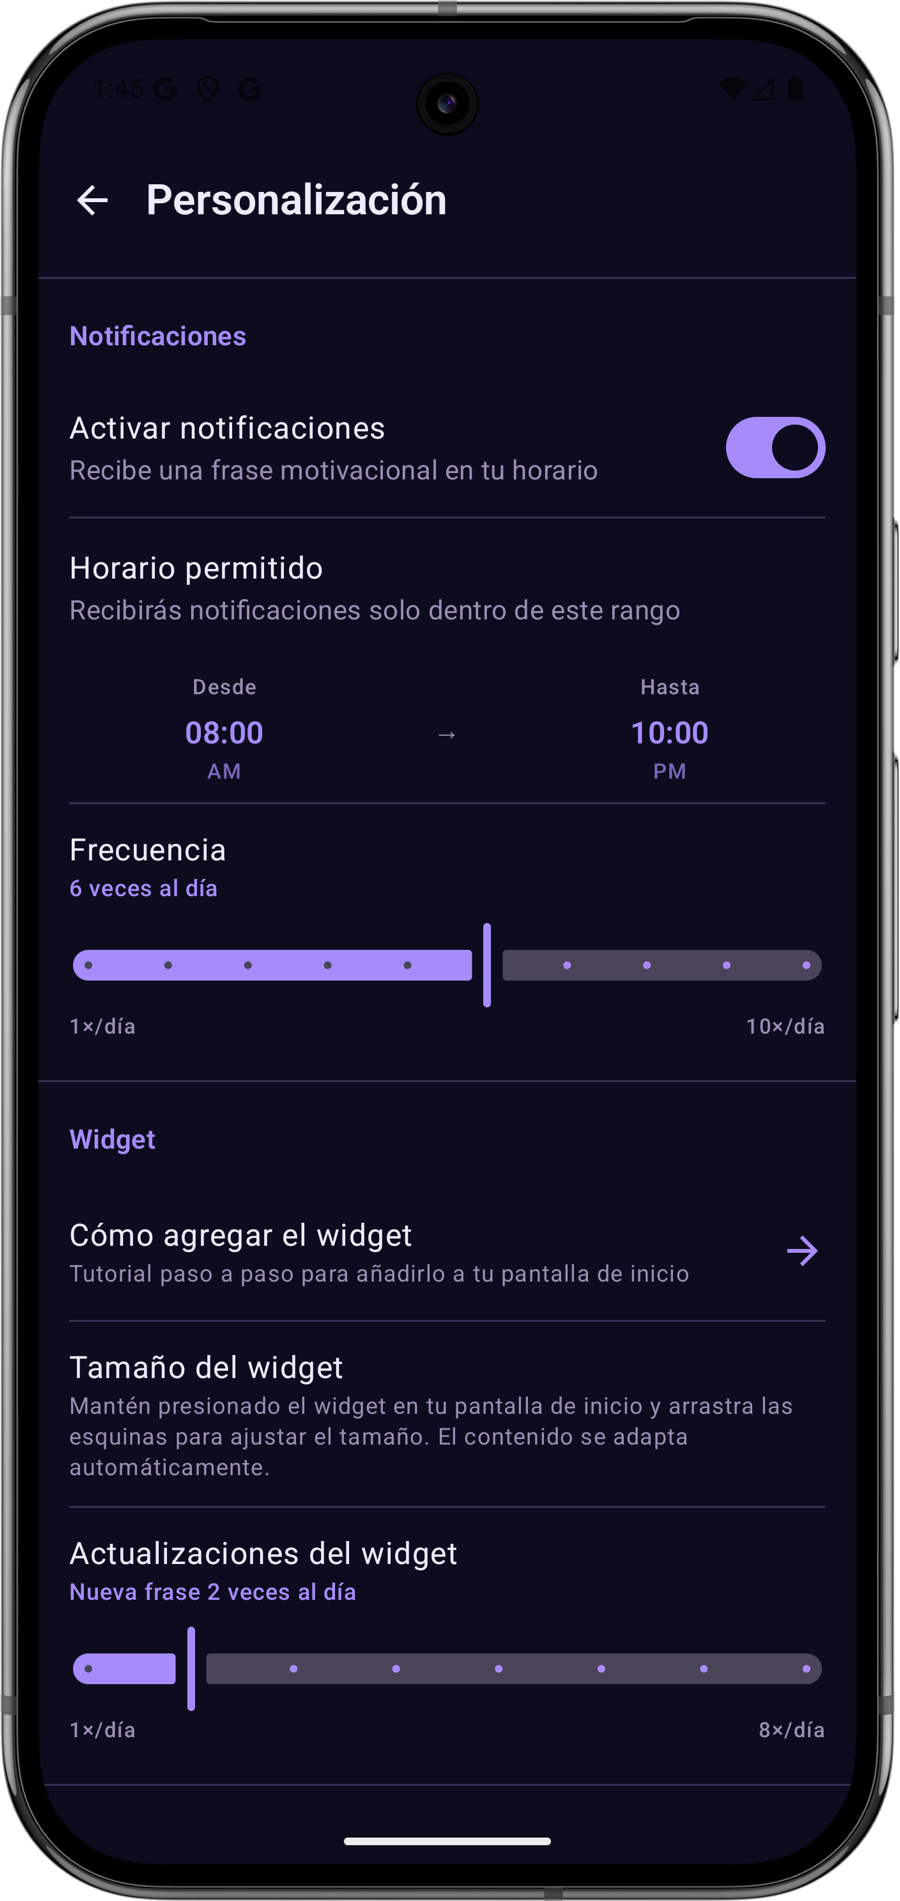 1:45
Personalización
Notificaciones
Activar notificaciones
Recibe una frase motivacional en tu horario
Horario permitido
Recibirás notificaciones solo dentro de este rango
Desde
Hasta
08:00 → 10:00
AM
PM
Frecuencia
6 veces al día
1×/día
10×/día
Widget
Cómo agregar el widget
Tutorial paso a paso para añadirlo a tu pantalla de inicio
Tamaño del widget
Mantén presionado el widget en tu pantalla de inicio y arrastra las
esquinas para ajustar el tamaño. El contenido se adapta
automáticamente.
Actualizaciones del widget
Nueva frase 2 veces al día
1×/día
8×/día